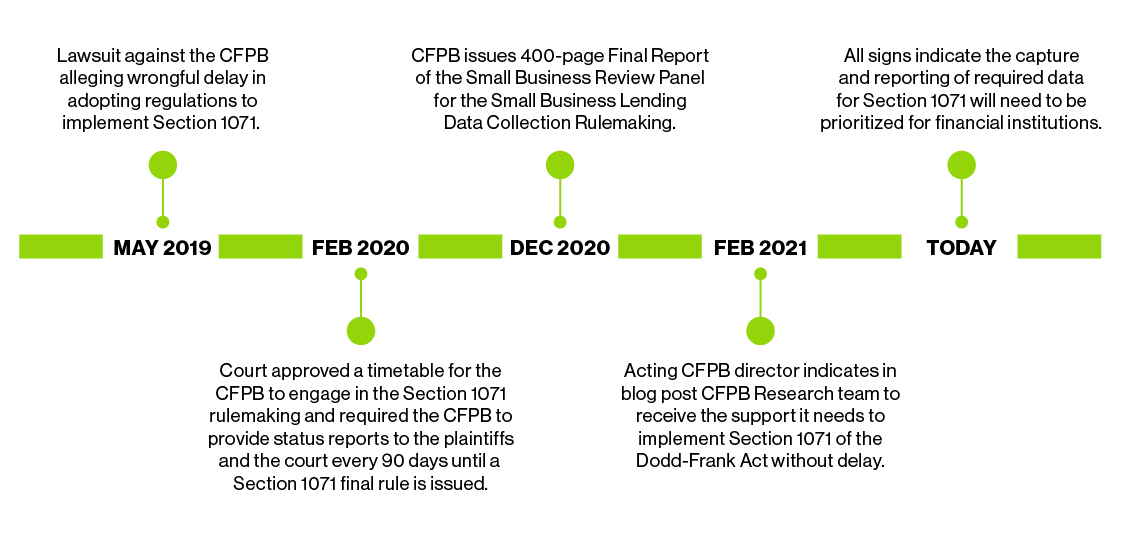 Lawsuit against the CFPB
alleging wrongful delay in
adopting regulations to
implement Section 1071.
CFPB issues 400-page Final Report
of the Small Business Review Panel
for the Small Business Lending
Data Collection Rulemaking.
All signs indicate the capture
and reporting of required data
for Section 1071 will need to be
prioritized for financial institutions.
MAY 2019
FEB 2020
DEC 2020
FEB 2021
TODAY
Court approved a timetable for the
CFPB to engage in the Section 1071
rulemaking and required the CFPB to
provide status reports to the plaintiffs
and the court every 90 days until a
Section 1071 final rule is issued.
Acting CFPB director indicates in
blog post CFPB Research team to
receive the support it needs to
implement Section 1071 of the
Dodd-Frank Act without delay.